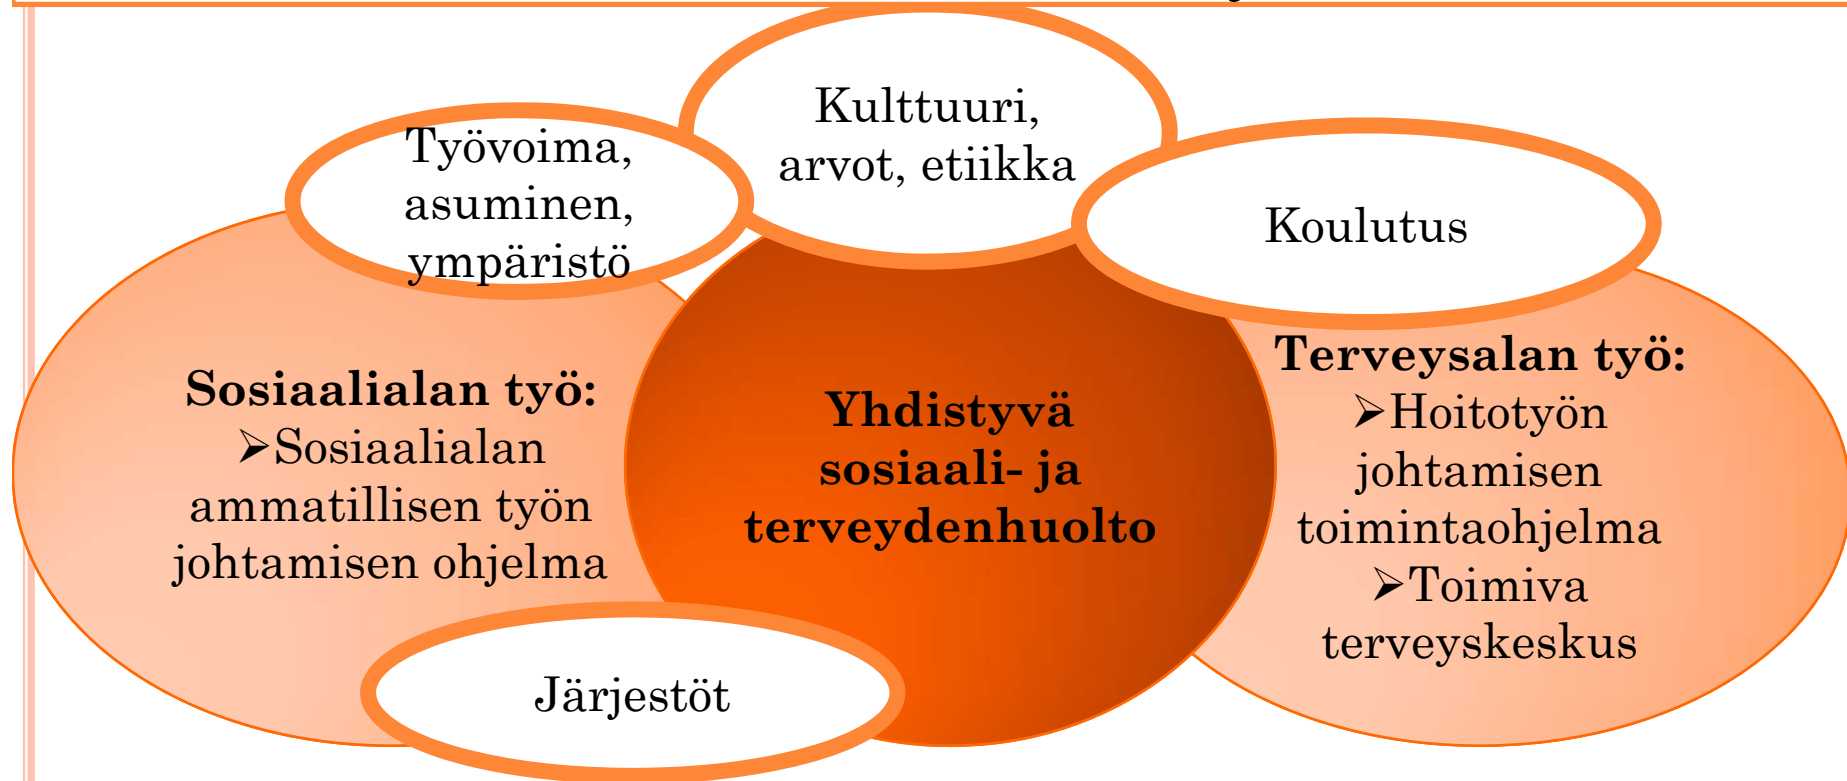 Kulttuuri,
arvot, etiikka
Työvoima,
asuminen,
ympäristö
Koulutus
Sosiaalialan työ:
➢Sosiaalialan
ammatillisen työn
johtamisen ohjelma
Yhdistyvä
sosiaali- ja
terveydenhuolto
Terveysalan työ:
➢Hoitotyön
johtamisen
toimintaohjelma
➢Toimiva
terveyskeskus
Järjestöt